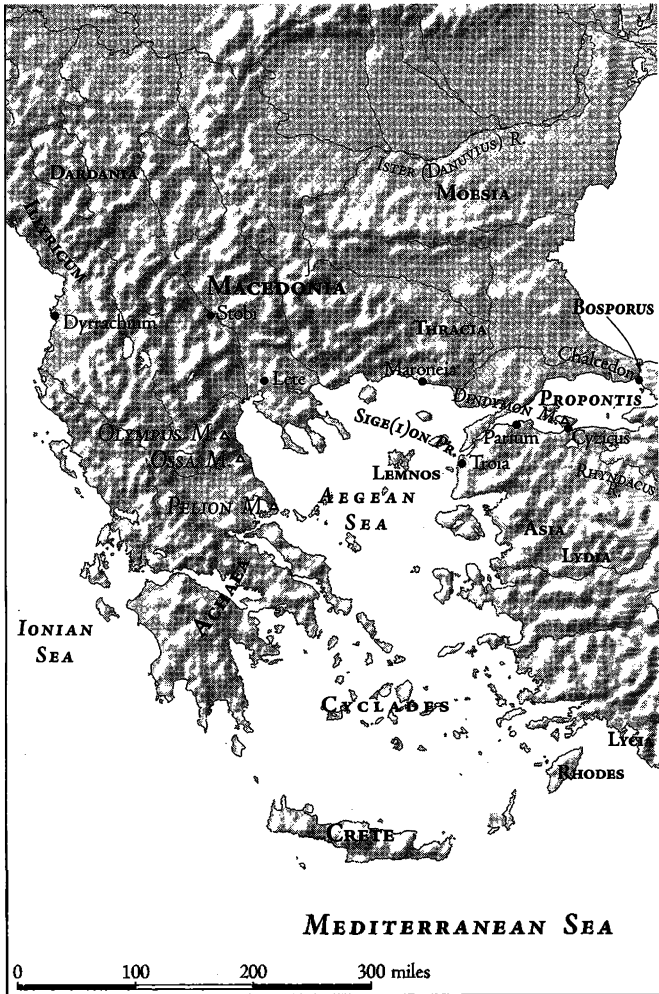 ISTER (DANUVIUS) R.
DARDANIA
MOESIA
ILLYRICUM
MACEDONIA
BOSPORUS
Dyrrachium
Stobi
THRACIA
Chalcedon
Lete
Maroneia
DENDYMON M.
PROPONTIS
SIGE(I)ON PR.
Parium
Cyzicus
OLYMPUS M.
OSSA M.
LEMNOS
Troia
RHYNDACUS
R.
PELION M.
AEGEAN
SEA
ASIA
LYDIA
ACHAEA
IONIAN
SEA
CYCLADES
LYCIA
RHODES
CRETE
MEDITERRANEAN SEA
0 100 200 300 miles